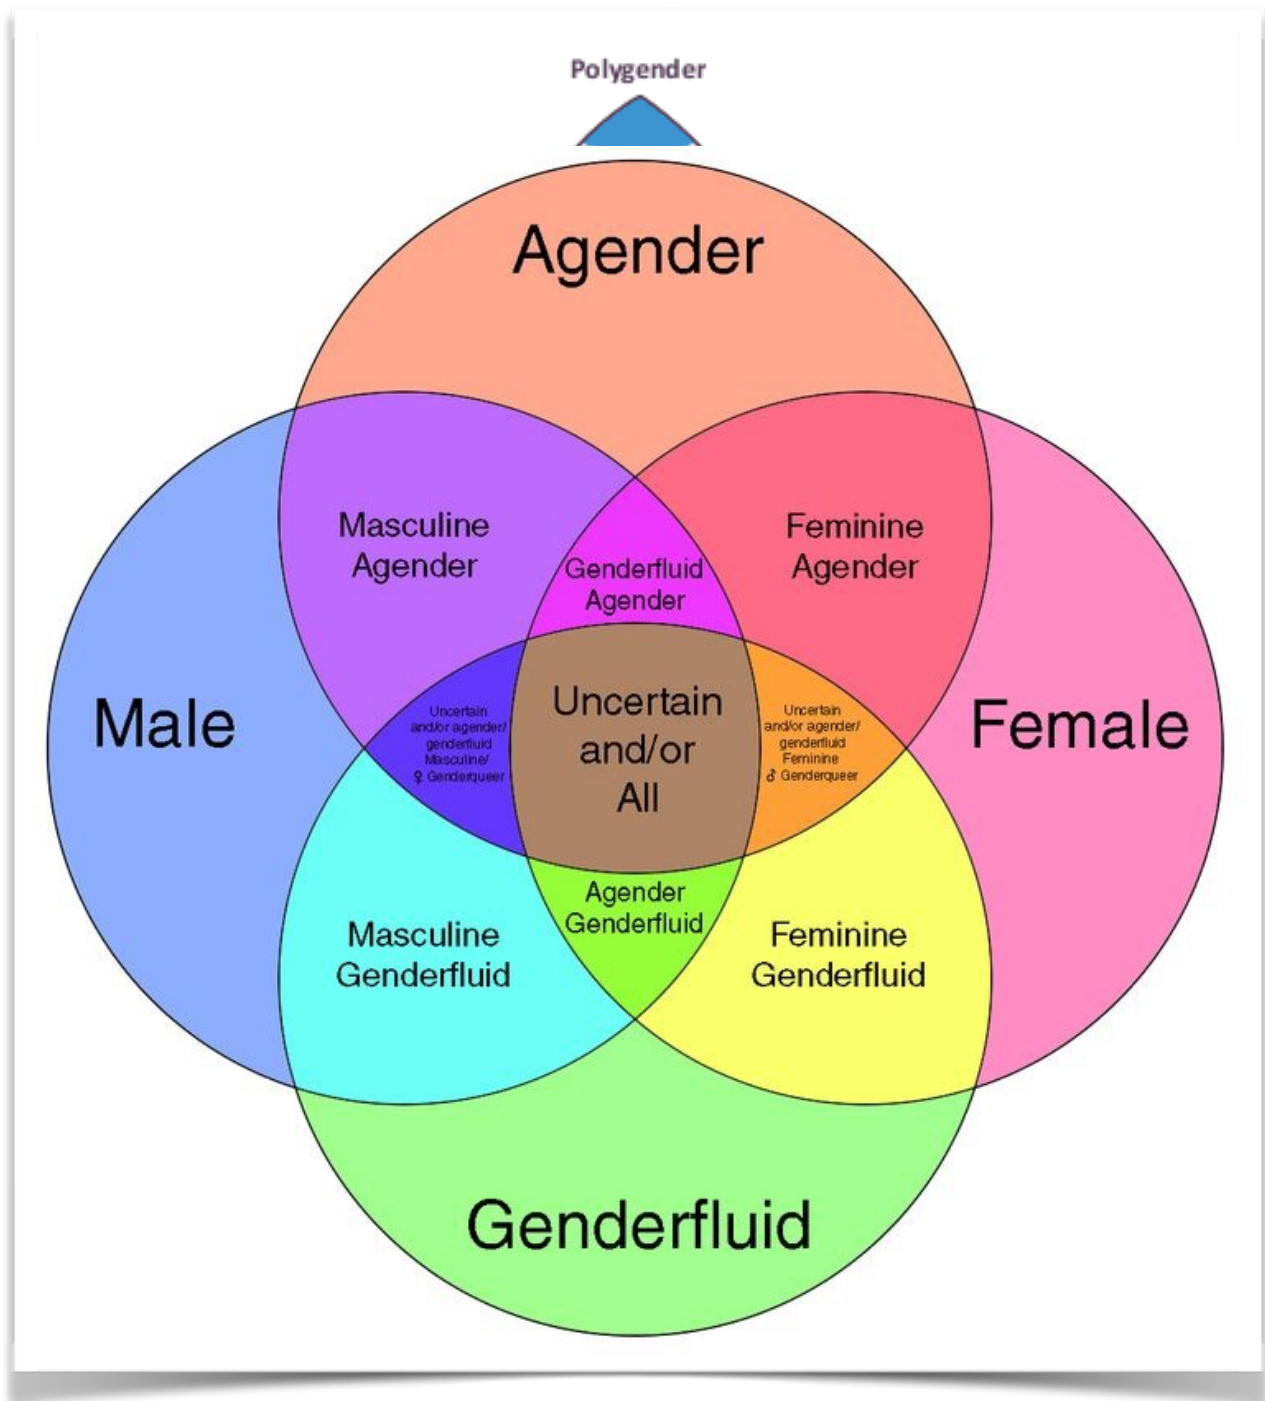 Polygender
Agender
Masculine
Agender
Feminine
Agender
Genderfluid
Agender
Male
Uncertain
and/or agender/
genderfluid
Masculine/
♀ Genderqueer
Uncertain
and/or
All
Uncertain
and/or agender/
genderfluid
Feminine
♂ Genderqueer
Female
Agender
Genderfluid
Masculine
Genderfluid
Feminine
Genderfluid
Genderfluid